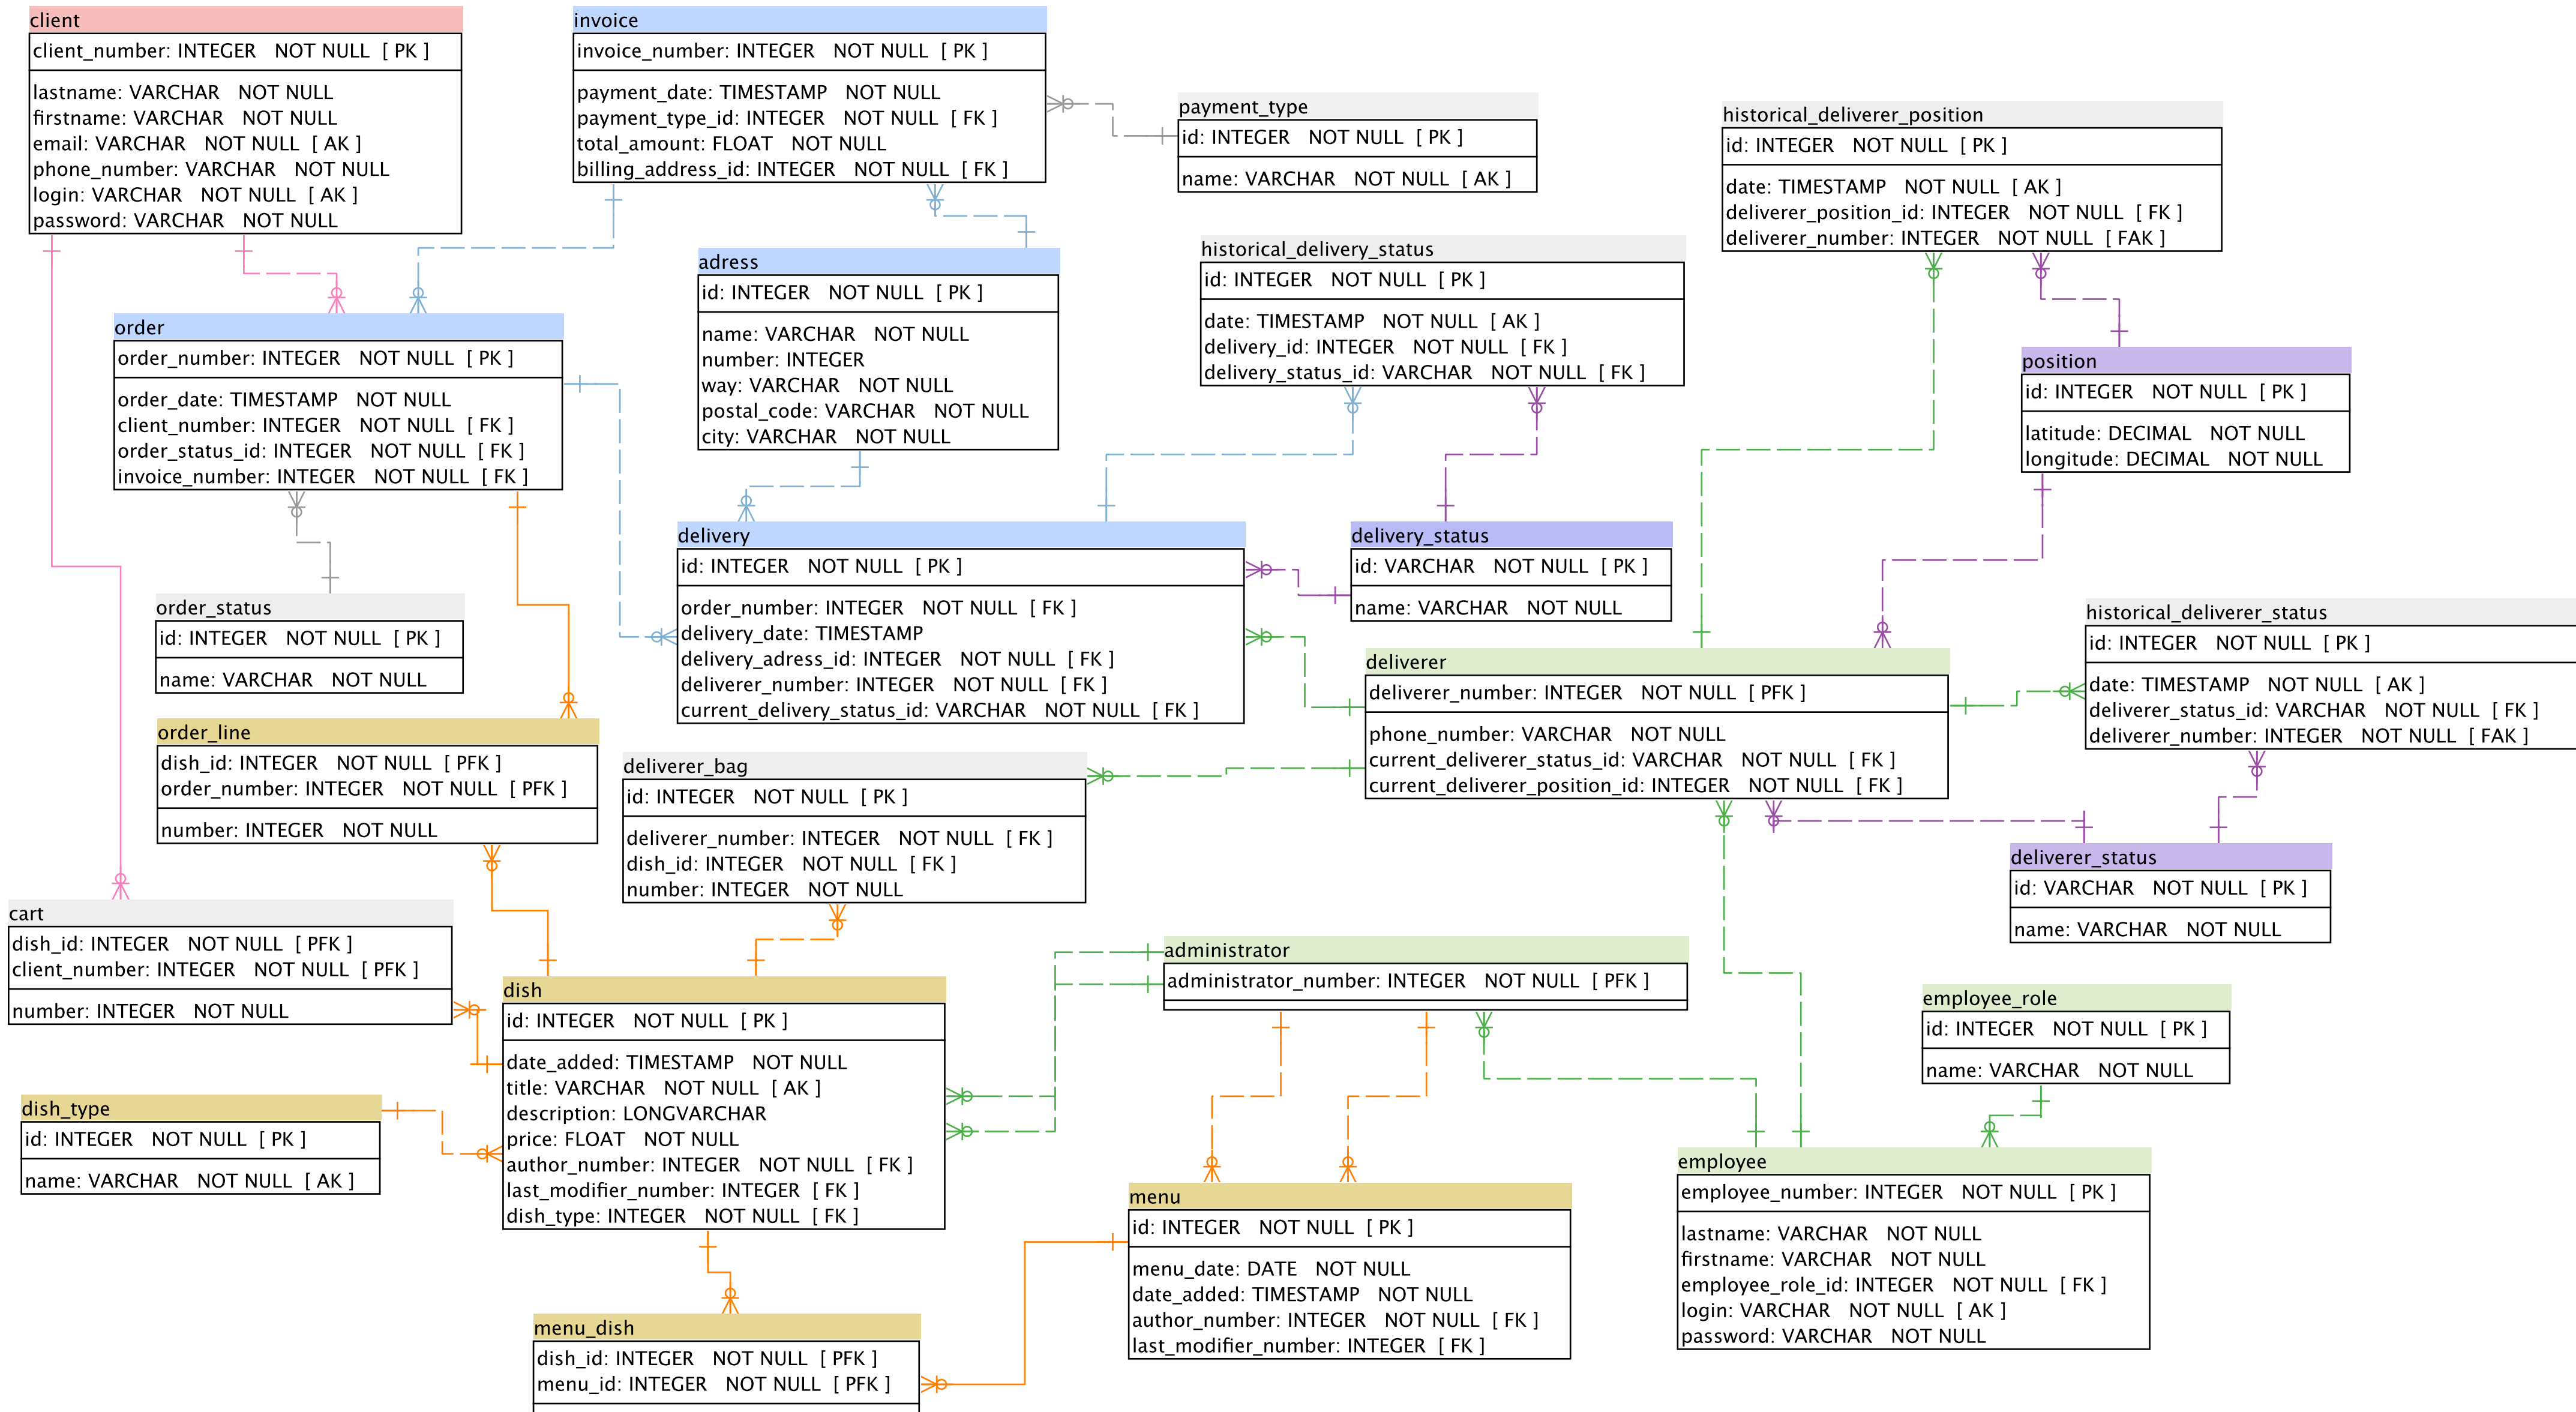 client
client_number: INTEGER NOT NULL [ PK ]
lastname: VARCHAR NOT NULL
firstname: VARCHAR NOT NULL
email: VARCHAR NOT NULL [ AK ]
phone_number: VARCHAR NOT NULL
login: VARCHAR NOT NULL [ AK ]
password: VARCHAR NOT NULL
invoice
invoice_number: INTEGER NOT NULL [ PK ]
payment_date: TIMESTAMP NOT NULL
payment_type_id: INTEGER NOT NULL [ FK ]
total_amount: FLOAT NOT NULL
billing_address_id: INTEGER NOT NULL [ FK ]
payment_type
id: INTEGER NOT NULL [ PK ]
name: VARCHAR NOT NULL [ AK ]
historical_deliverer_position
id: INTEGER NOT NULL [ PK ]
date: TIMESTAMP NOT NULL [ AK ]
deliverer_position_id: INTEGER NOT NULL [ FK ]
deliverer_number: INTEGER NOT NULL [ FAK ]
adress
id: INTEGER NOT NULL [ PK ]
name: VARCHAR NOT NULL
number: INTEGER
way: VARCHAR NOT NULL
postal_code: VARCHAR NOT NULL
city: VARCHAR NOT NULL
historical_delivery_status
id: INTEGER NOT NULL [ PK ]
date: TIMESTAMP NOT NULL [ AK ]
delivery_id: INTEGER NOT NULL [ FK ]
delivery_status_id: VARCHAR NOT NULL [ FK ]
order
order_number: INTEGER NOT NULL [ PK ]
order_date: TIMESTAMP NOT NULL
client_number: INTEGER NOT NULL [ FK ]
order_status_id: INTEGER NOT NULL [ FK ]
invoice_number: INTEGER NOT NULL [ FK ]
position
id: INTEGER NOT NULL [ PK ]
latitude: DECIMAL NOT NULL
longitude: DECIMAL NOT NULL
delivery
id: INTEGER NOT NULL [ PK ]
order_number: INTEGER NOT NULL [ FK ]
delivery_date: TIMESTAMP
delivery_adress_id: INTEGER NOT NULL [ FK ]
deliverer_number: INTEGER NOT NULL [ FK ]
current_delivery_status_id: VARCHAR NOT NULL [ FK ]
delivery_status
id: VARCHAR NOT NULL [ PK ]
name: VARCHAR NOT NULL
order_status
id: INTEGER NOT NULL [ PK ]
name: VARCHAR NOT NULL
historical_deliverer_status
id: INTEGER NOT NULL [ PK ]
date: TIMESTAMP NOT NULL [ AK ]
deliverer_status_id: VARCHAR NOT NULL [ FK ]
deliverer_number: INTEGER NOT NULL [ FAK ]
deliverer
deliverer_number: INTEGER NOT NULL [ PFK ]
phone_number: VARCHAR NOT NULL
current_deliverer_status_id: VARCHAR NOT NULL [ FK ]
current_deliverer_position_id: INTEGER NOT NULL [ FK ]
order_line
dish_id: INTEGER NOT NULL [ PFK ]
order_number: INTEGER NOT NULL [ PFK ]
number: INTEGER NOT NULL
deliverer_bag
id: INTEGER NOT NULL [ PK ]
deliverer_number: INTEGER NOT NULL [ FK ]
dish_id: INTEGER NOT NULL [ FK ]
number: INTEGER NOT NULL
deliverer_status
id: VARCHAR NOT NULL [ PK ]
name: VARCHAR NOT NULL
cart
dish_id: INTEGER NOT NULL [ PFK ]
client_number: INTEGER NOT NULL [ PFK ]
number: INTEGER NOT NULL
administrator
administrator_number: INTEGER NOT NULL [ PFK ]
dish
id: INTEGER NOT NULL [ PK ]
date_added: TIMESTAMP NOT NULL
title: VARCHAR NOT NULL [ AK ]
description: LONGVARCHAR
price: FLOAT NOT NULL
author_number: INTEGER NOT NULL [ FK ]
last_modifier_number: INTEGER [ FK ]
dish_type: INTEGER NOT NULL [ FK ]
employee_role
id: INTEGER NOT NULL [ PK ]
name: VARCHAR NOT NULL
dish_type
id: INTEGER NOT NULL [ PK ]
name: VARCHAR NOT NULL [ AK ]
employee
employee_number: INTEGER NOT NULL [ PK ]
lastname: VARCHAR NOT NULL
firstname: VARCHAR NOT NULL
employee_role_id: INTEGER NOT NULL [ FK ]
login: VARCHAR NOT NULL [ AK ]
password: VARCHAR NOT NULL
menu
id: INTEGER NOT NULL [ PK ]
menu_date: DATE NOT NULL
date_added: TIMESTAMP NOT NULL
author_number: INTEGER NOT NULL [ FK ]
last_modifier_number: INTEGER [ FK ]
menu_dish
dish_id: INTEGER NOT NULL [ PFK ]
menu_id: INTEGER NOT NULL [ PFK ]